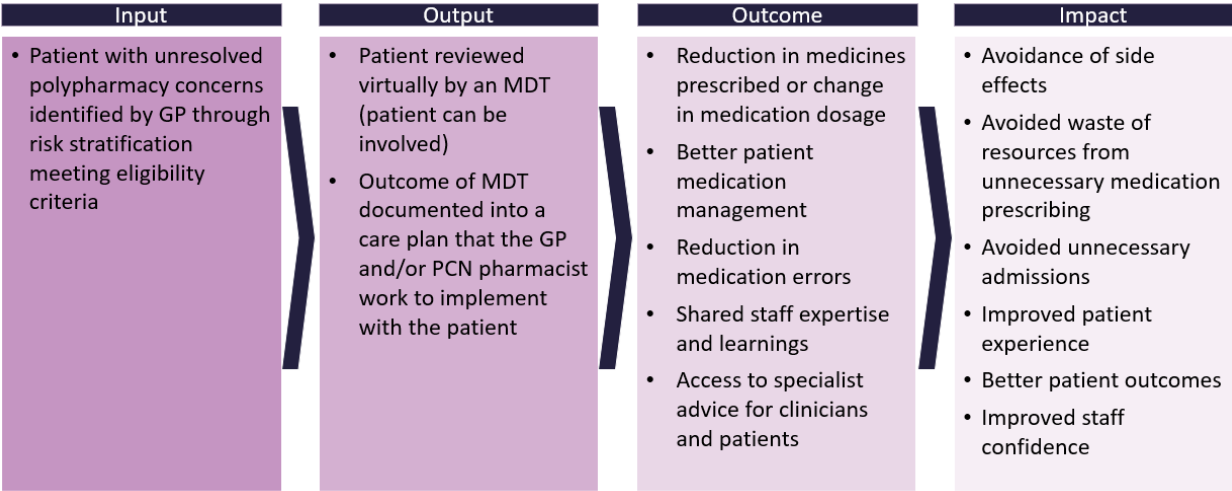 Input
• Patient with unresolved
polypharmacy concerns
identified by GP through
risk stratification
meeting eligibility
criteria
Output
• Patient reviewed
virtually by an MDT
(patient can be
involved)
• Outcome of MDT
documented into a
care plan that the GP
and/or PCN pharmacist
work to implement
with the patient
Outcome
• Reduction in medicines
prescribed or change
in medication dosage
• Better patient
medication
management
• Reduction in
medication errors
• Shared staff expertise
and learnings
• Access to specialist
advice for clinicians
and patients
Impact
• Avoidance of side
effects
• Avoided waste of
resources from
unnecessary medication
prescribing
• Avoided unnecessary
admissions
• Improved patient
experience
• Better patient outcomes
• Improved staff
confidence